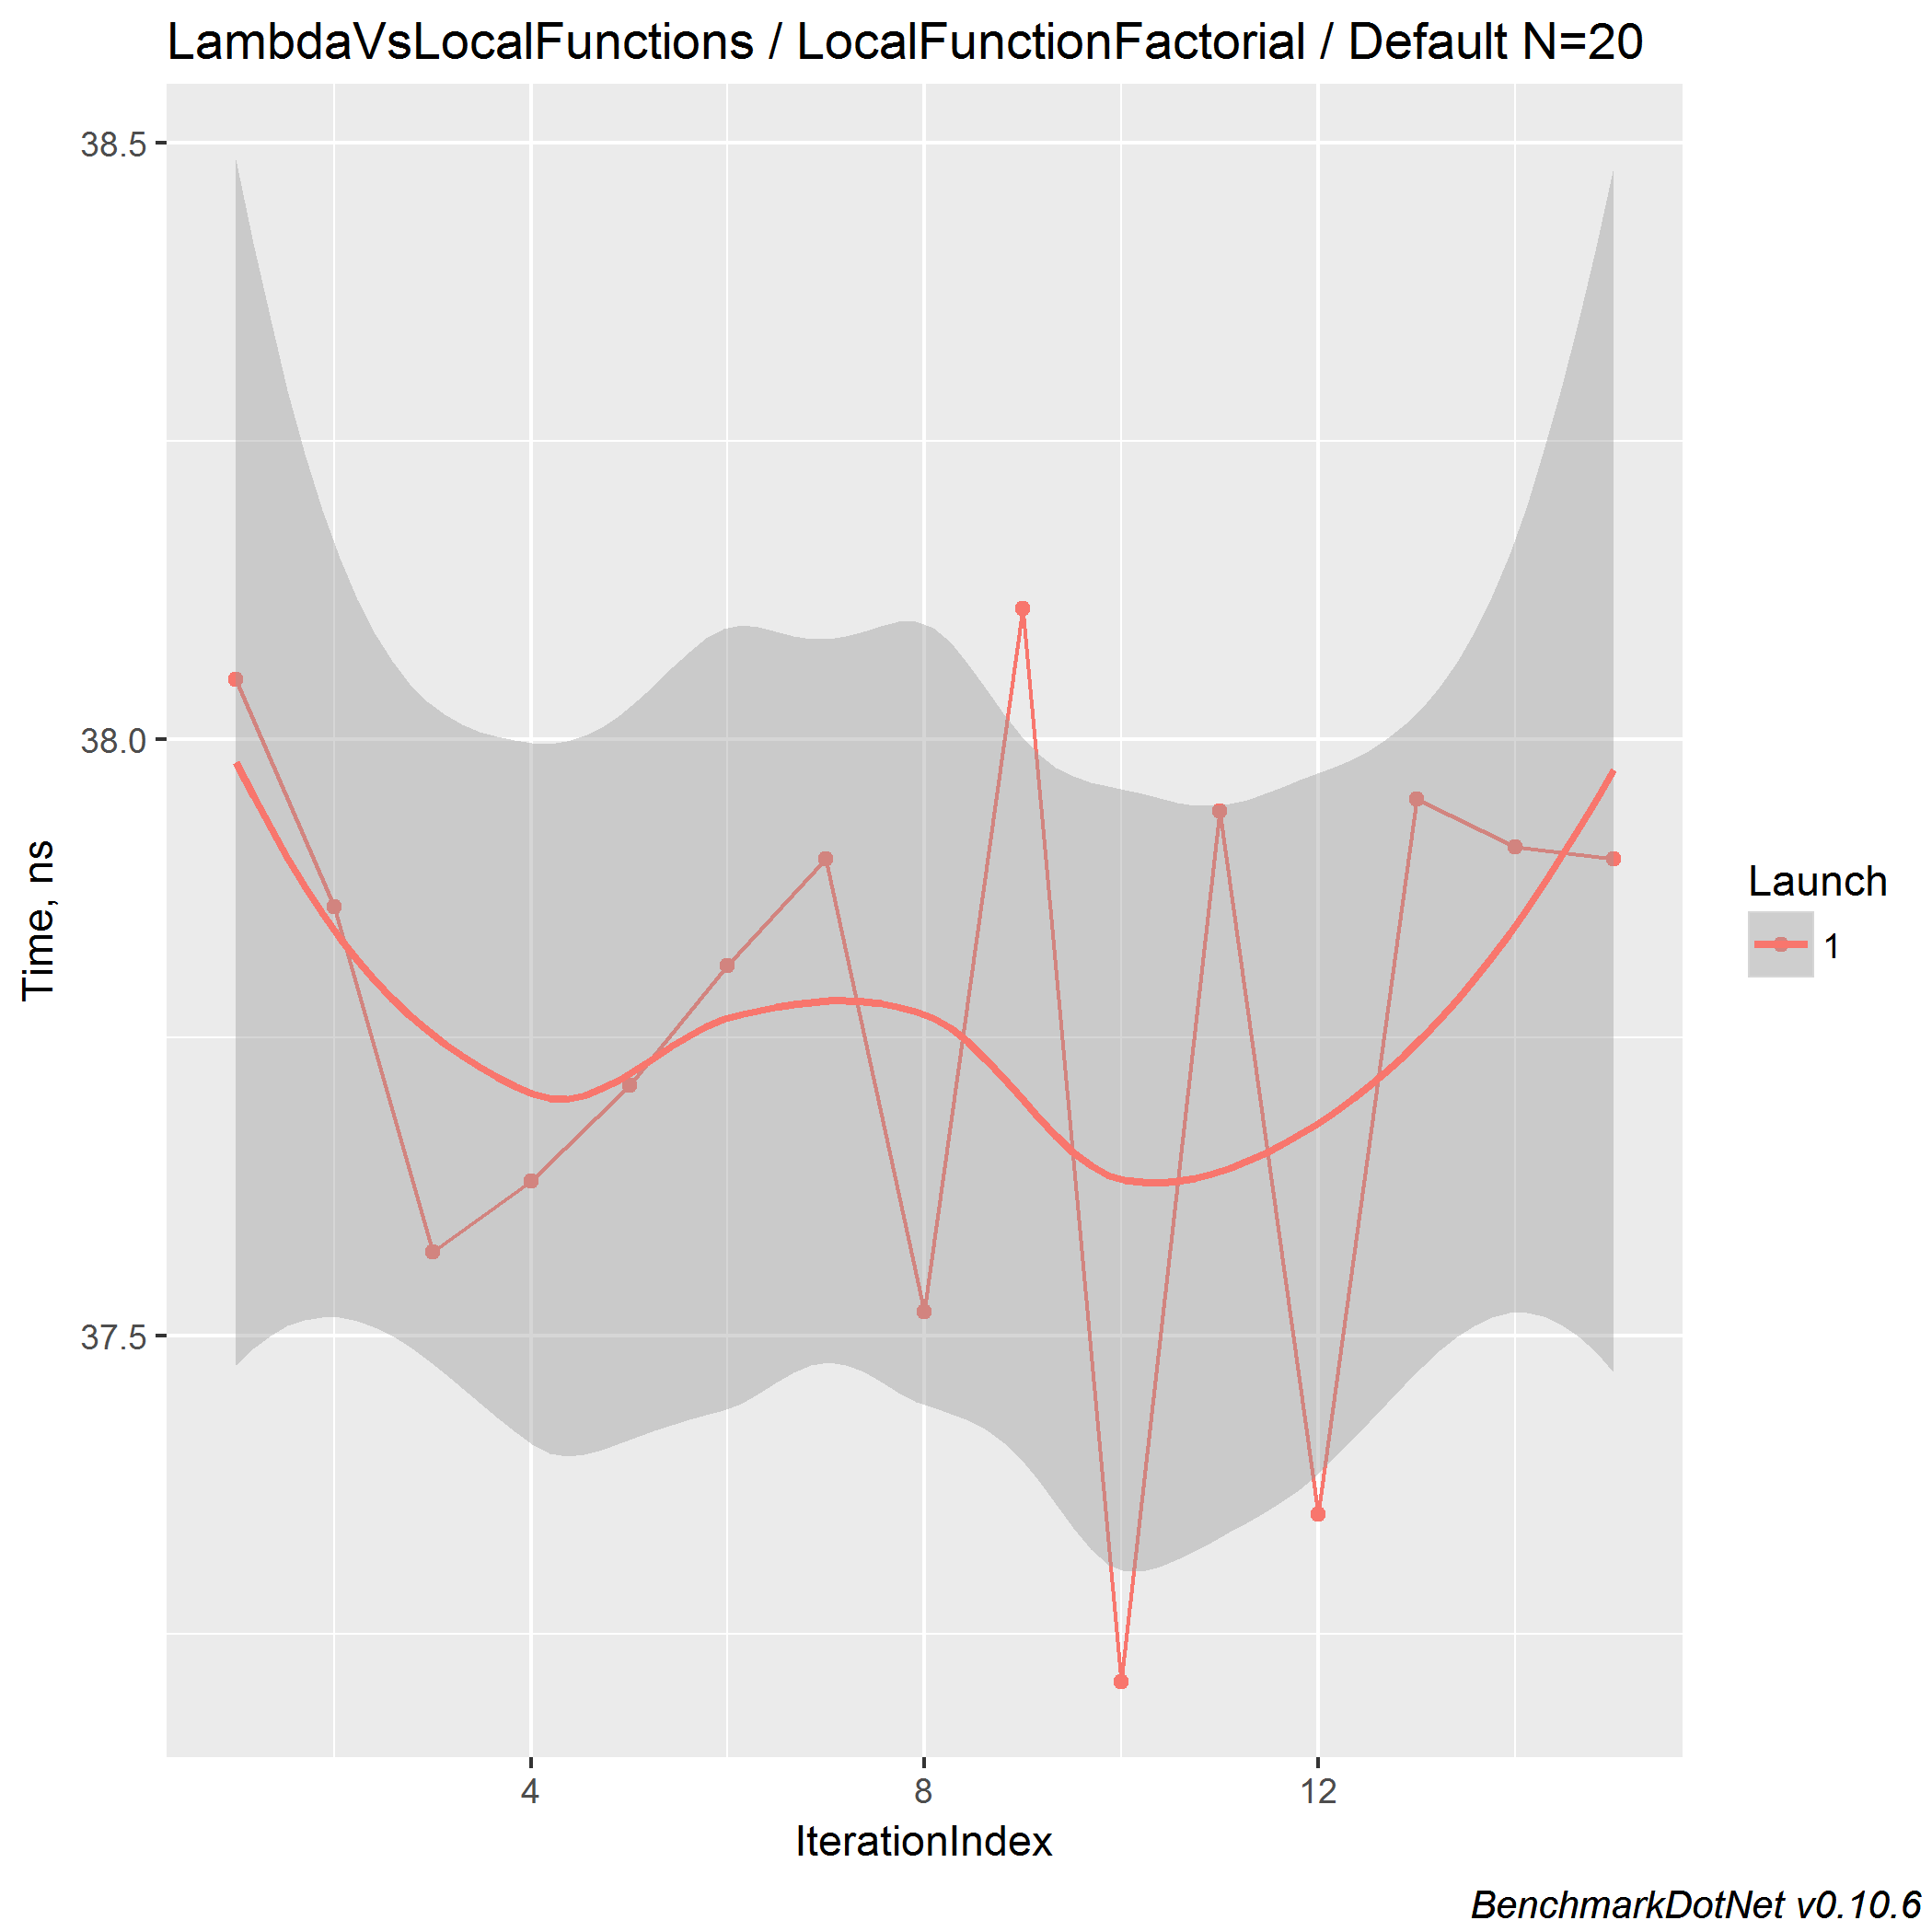 LambdaVsLocalFunctions / LocalFunctionFactorial / Default N=20
38.5
38.0
37.5
Time, ns
4
8
12
IterationIndex
Launch
1
BenchmarkDotNet v0.10.6